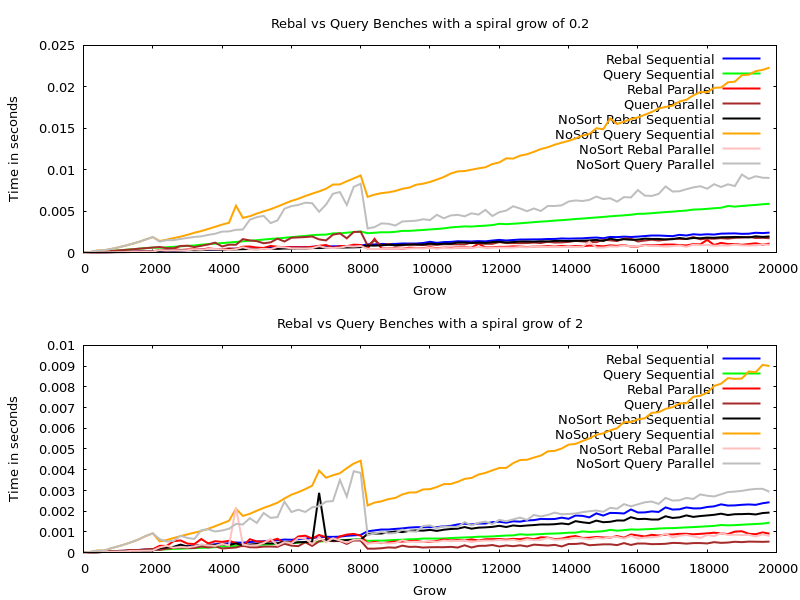 Rebal vs Query Benches with a spiral grow of 0.2
Time in seconds
0.025
0.02
0.015
0.01
0.005
0
Rebal Sequential
Query Sequential
Rebal Parallel
Query Parallel
NoSort Rebal Sequential
NoSort Query Sequential
NoSort Rebal Parallel
NoSort Query Parallel
0 2000 4000 6000 8000 10000 12000 14000 16000 18000 20000
Grow
Rebal vs Query Benches with a spiral grow of 2
Time in seconds
0.01
0.009
0.008
0.007
0.006
0.005
0.004
0.003
0.002
0.001
0
Rebal Sequential
Query Sequential
Rebal Parallel
Query Parallel
NoSort Rebal Sequential
NoSort Query Sequential
NoSort Rebal Parallel
NoSort Query Parallel
0 2000 4000 6000 8000 10000 12000 14000 16000 18000 20000
Grow